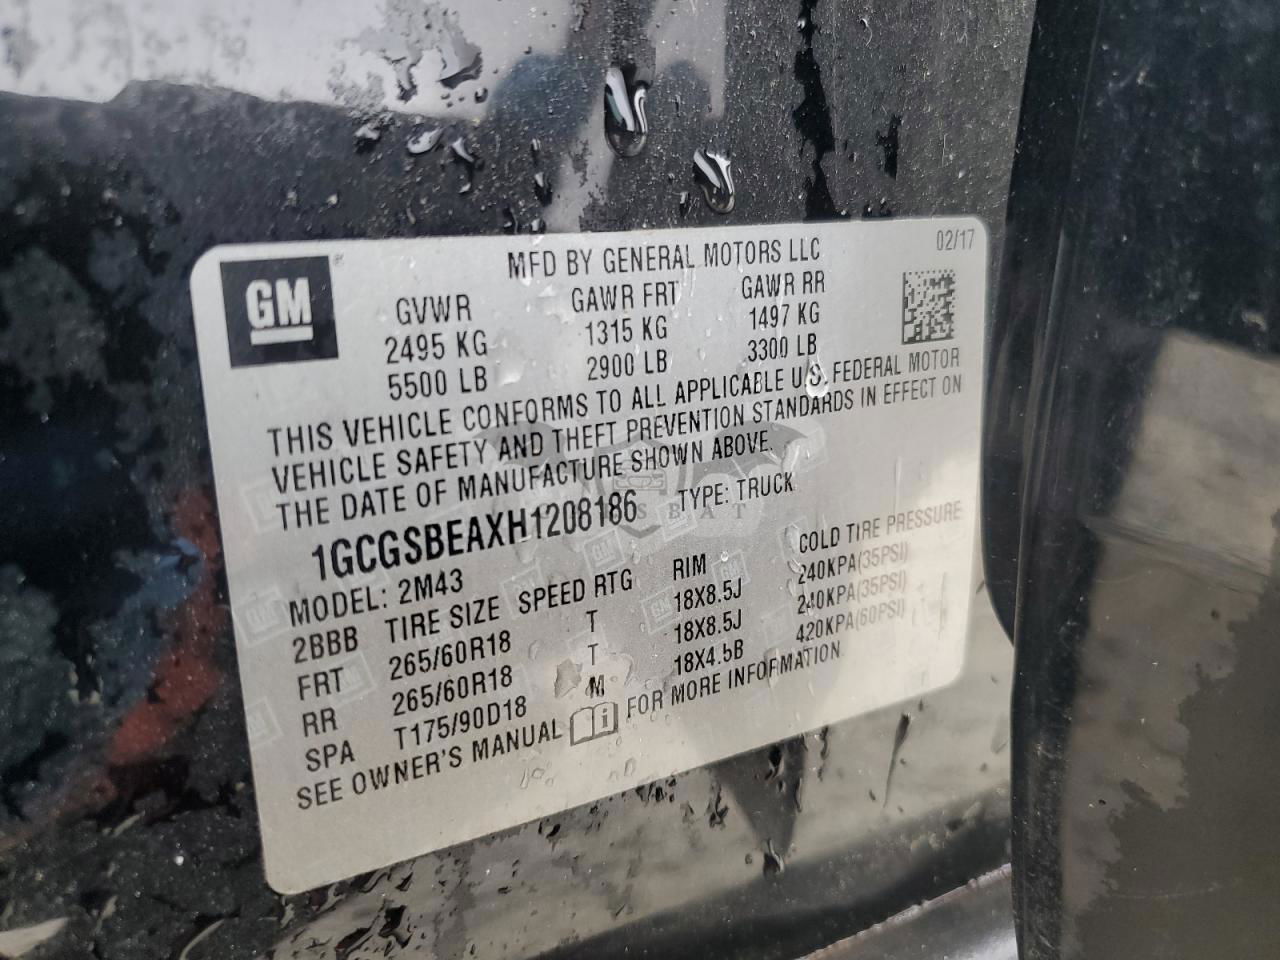 GM
MFD BY GENERAL MOTORS LLC
02/17
GVWR GAWR FRT GAWR RR
2495 KG 1315 KG 1497 KG
5500 LB 2900 LB 3300 LB
THIS VEHICLE CONFORMS TO ALL APPLICABLE U.S. FEDERAL MOTOR
VEHICLE SAFETY AND THEFT PREVENTION STANDARDS IN EFFECT ON
THE DATE OF MANUFACTURE SHOWN ABOVE.
1GCGSBEAXH1208186 TYPE: TRUCK
MODEL: 2M43
2BBB TIRE SIZE SPEED RTG RIM COLD TIRE PRESSURE
FRT 265/60R18 T 18X8.5J 240KPA(35PSI)
RR 265/60R18 T 18X8.5J 240KPA(35PSI)
SPA T175/90D18 M 18X4.5B 420KPA(60PSI)
SEE OWNER'S MANUAL FOR MORE INFORMATION